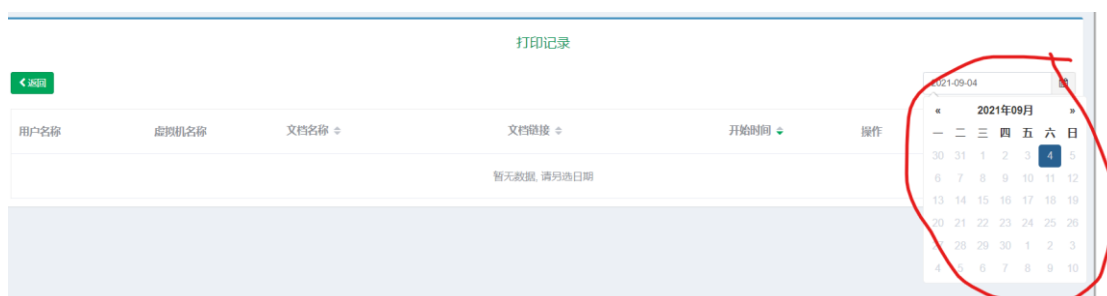 打印记录
返回
2021-09-04
用户名称 虚拟机名称 文档名称 文档链接 开始时间 操作
暂无数据, 请另选日期
« 2021年09月 »
一 二 三 四 五 六 日
30 31 1 2 3 4 5
6 7 8 9 10 11 12
13 14 15 16 17 18 19
20 21 22 23 24 25 26
27 28 29 30 1 2 3
4 5 6 7 8 9 10